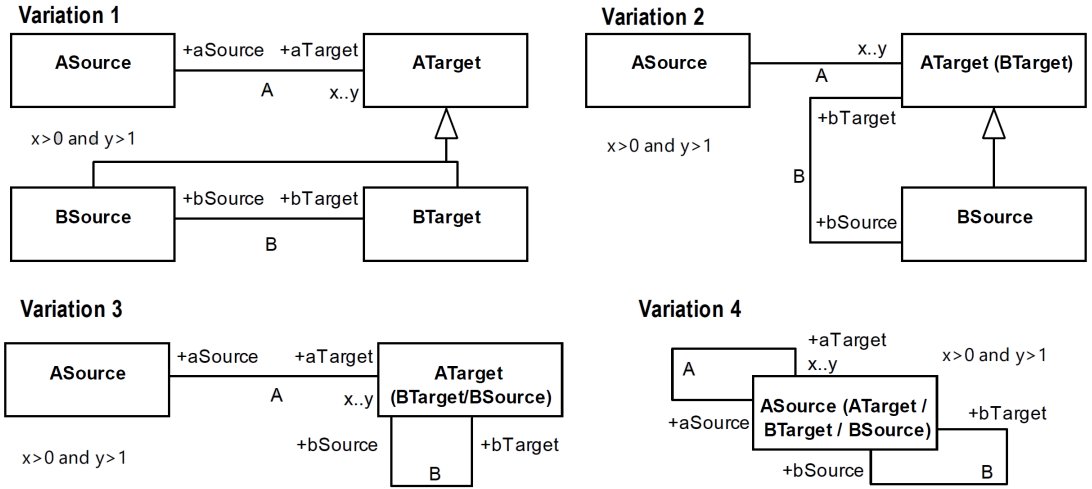 Variation 1
ASource
+aSource +aTarget
A
x..y
ATarget
x>0 and y>1
BSource
+bSource +bTarget
B
BTarget
Variation 2
ASource
x..y
A
ATarget (BTarget)
+bTarget
x>0 and y>1
B
+bSource
BSource
Variation 3
ASource
+aSource +aTarget
A
x..y
ATarget
(BTarget/BSource)
+bSource +bTarget
B
x>0 and y>1
Variation 4
+aTarget
x..y
A
x>0 and y>1
+aSource
ASource (ATarget /
BTarget / BSource)
+bTarget
+bSource
B